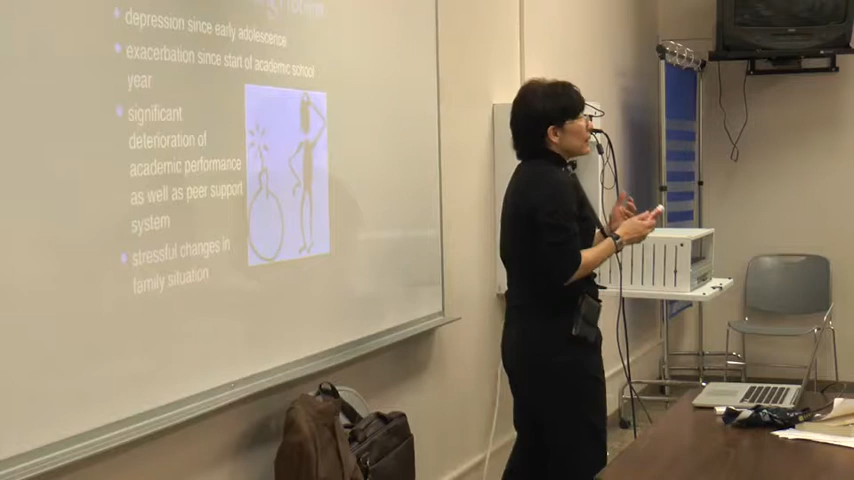 depression since early adolescence
exacerbation since start of academic school
year
significant
deterioration of
academic performance
as well as peer support
system
stressful changes in
family situation